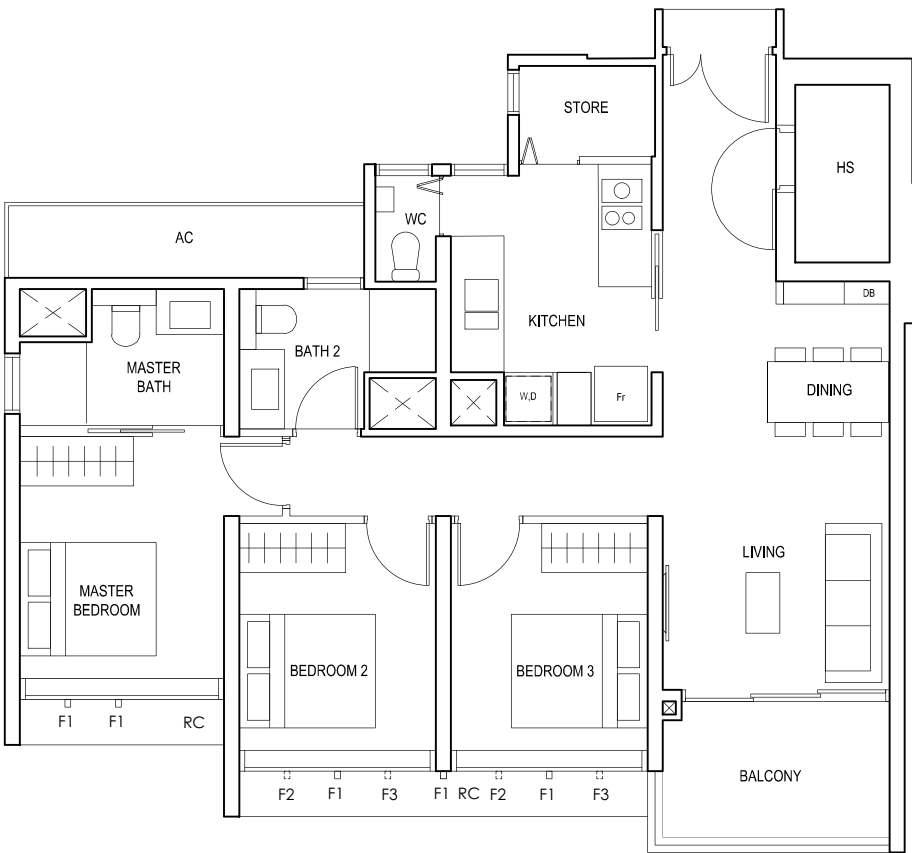 STORE
HS
WC
AC
DB
KITCHEN
BATH 2
MASTER
BATH
DINING
W,D
Fr
LIVING
MASTER
BEDROOM
BEDROOM 2
BEDROOM 3
F1
F1
RC
BALCONY
F2
F1
F3
F1
RC
F2
F1
F3